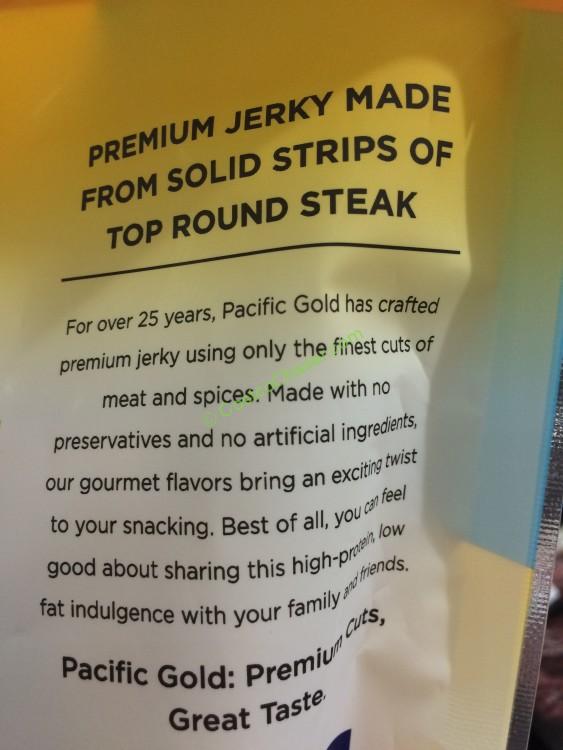 PREMIUM JERKY MADE
FROM SOLID STRIPS OF
TOP ROUND STEAK
For over 25 years, Pacific Gold has crafted
premium jerky using only the finest cuts of
meat and spices. Made with no
preservatives and no artificial ingredients,
our gourmet flavors bring an exciting twist
to your snacking. Best of all, you can feel
good about sharing this high-protein, low
fat indulgence with your family and friends.
Pacific Gold: Premium Cuts,
Great Taste.